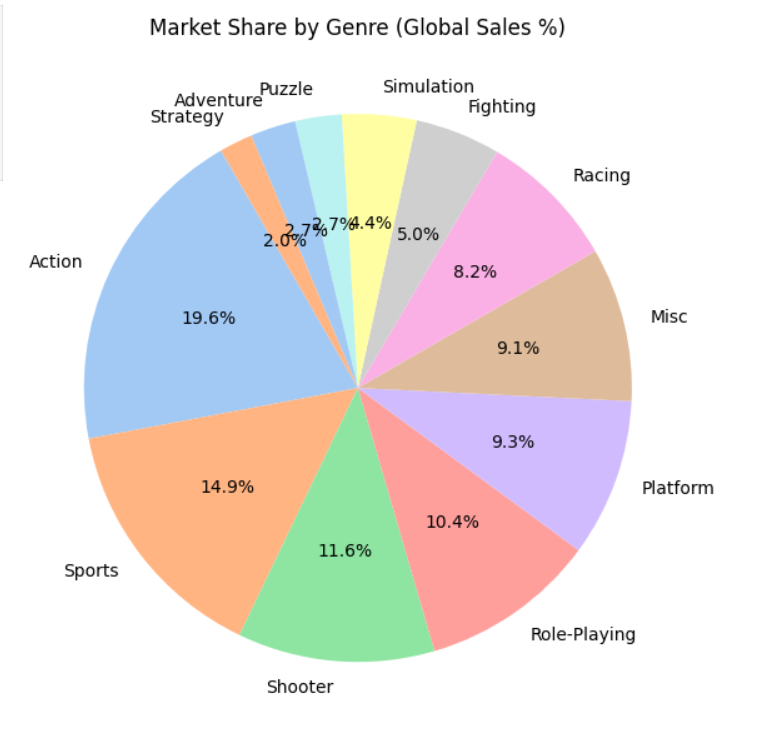 Market Share by Genre (Global Sales %)
Simulation
Puzzle
Adventure
Fighting
Strategy
Racing
4.4%
2.7%
2.7%
5.0%
2.0%
Action
8.2%
Misc
19.6%
9.1%
9.3%
14.9%
Platform
10.4%
11.6%
Sports
Role-Playing
Shooter